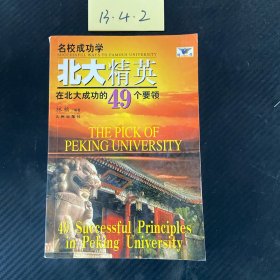 13.4.2
名校成功学
SUCCESSFUL WAYS TO FAMOUS UNIVERSITY
北大精英
在北大成功的49个要领
THE PICK OF
PEKING UNIVERSITY
49 Successful Principles
in Peking University